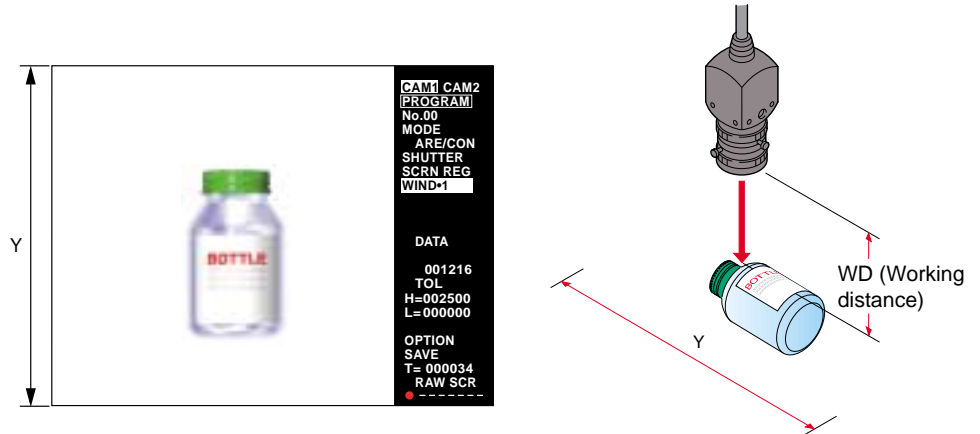 Y
BOTTLE
CAM1 CAM2
PROGRAM
No.00
MODE
ARE/CON
SHUTTER
SCRN REG
WIND•1
DATA
001216
TOL
H=002500
L=000000
OPTION
SAVE
T= 000034
RAW SCR
● - - - - - - -
BOTTLE
WD (Working
distance)
Y